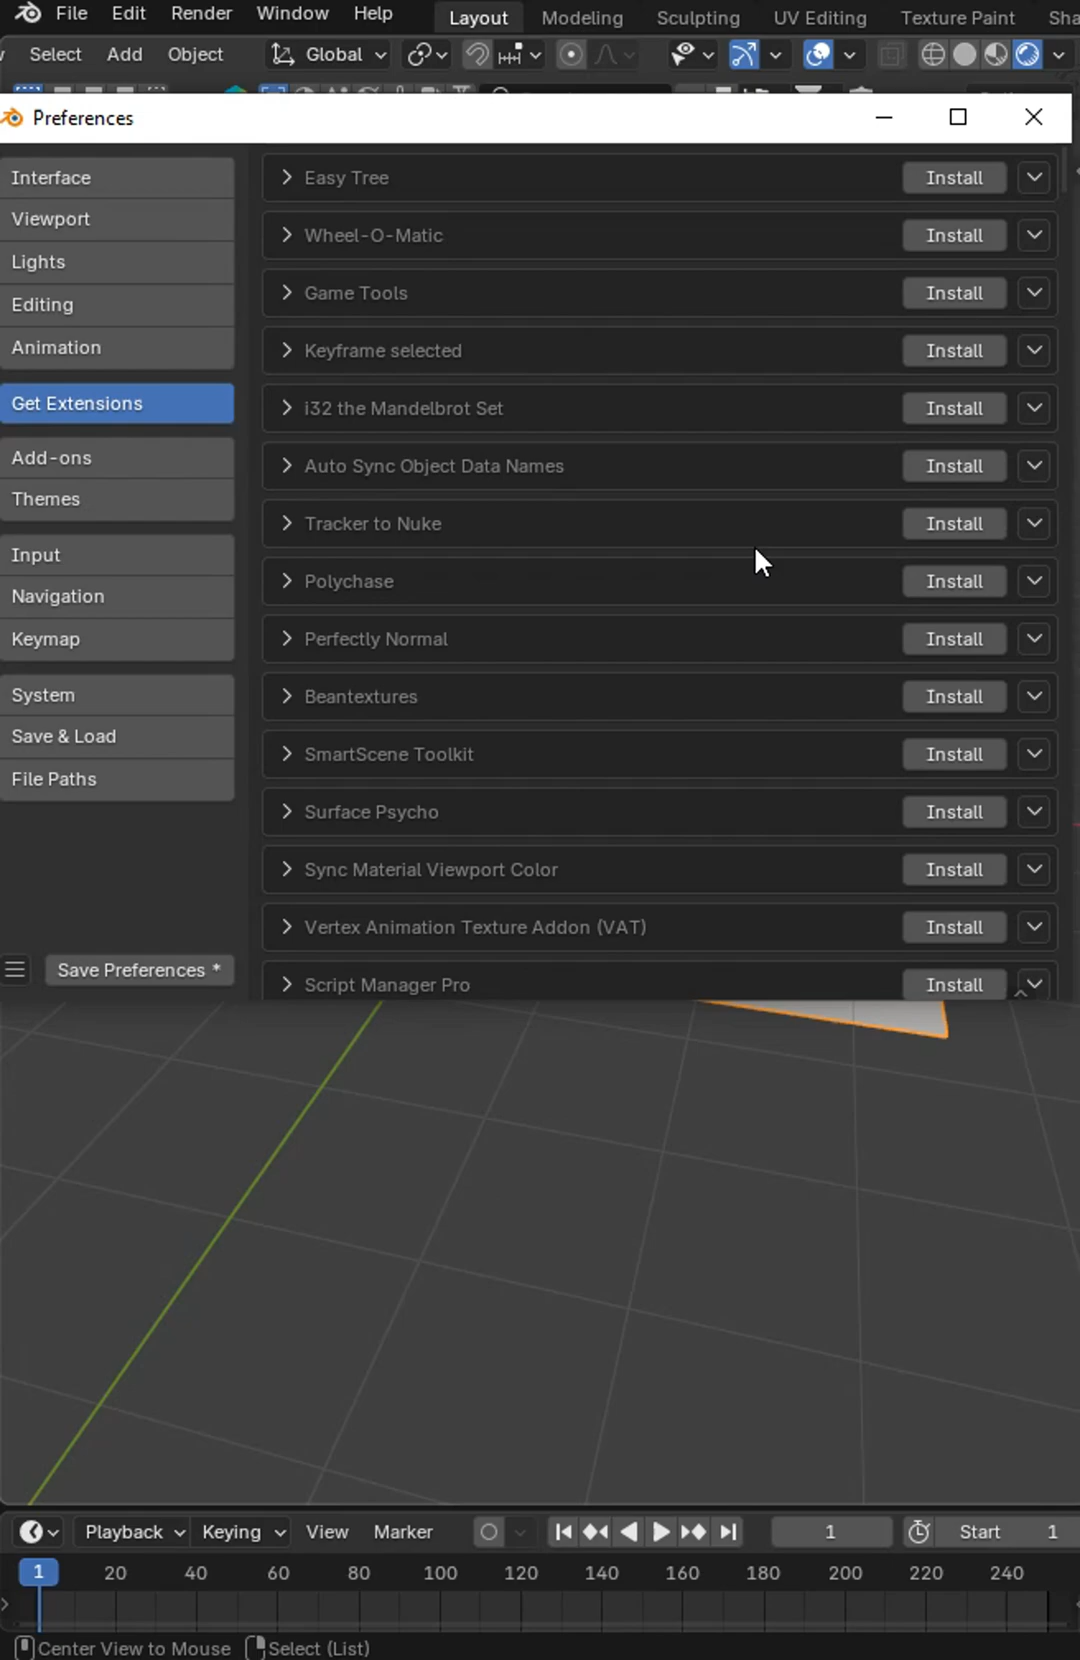 File Edit Render Window Help Layout Modeling Sculpting UV Editing Texture Paint
Select Add Object Global
Preferences
Interface
Viewport
Lights
Editing
Animation
Get Extensions
Add-ons
Themes
Input
Navigation
Keymap
System
Save & Load
File Paths
Save Preferences *
Easy Tree Install
Wheel-O-Matic Install
Game Tools Install
Keyframe selected Install
i32 the Mandelbrot Set Install
Auto Sync Object Data Names Install
Tracker to Nuke Install
Polychase Install
Perfectly Normal Install
Beantextures Install
SmartScene Toolkit Install
Surface Psycho Install
Sync Material Viewport Color Install
Vertex Animation Texture Addon (VAT) Install
Script Manager Pro Install
Playback Keying View Marker 1 Start 1
1 20 40 60 80 100 120 140 160 180 200 220 240
Center View to Mouse Select (List)